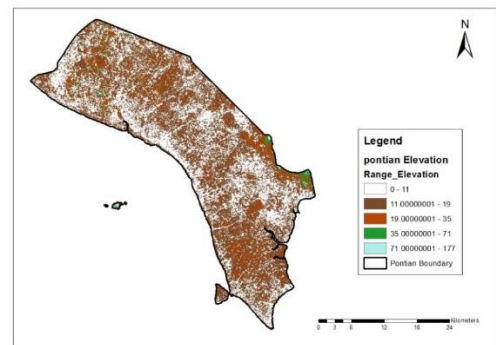 N
Legend
pontian Elevation
Range_Elevation
0 - 11
11.00000001 - 19
19.00000001 - 35
35.00000001 - 71
71.00000001 - 177
Pontian Boundary
Kilometers
0 3 6 12 18 24